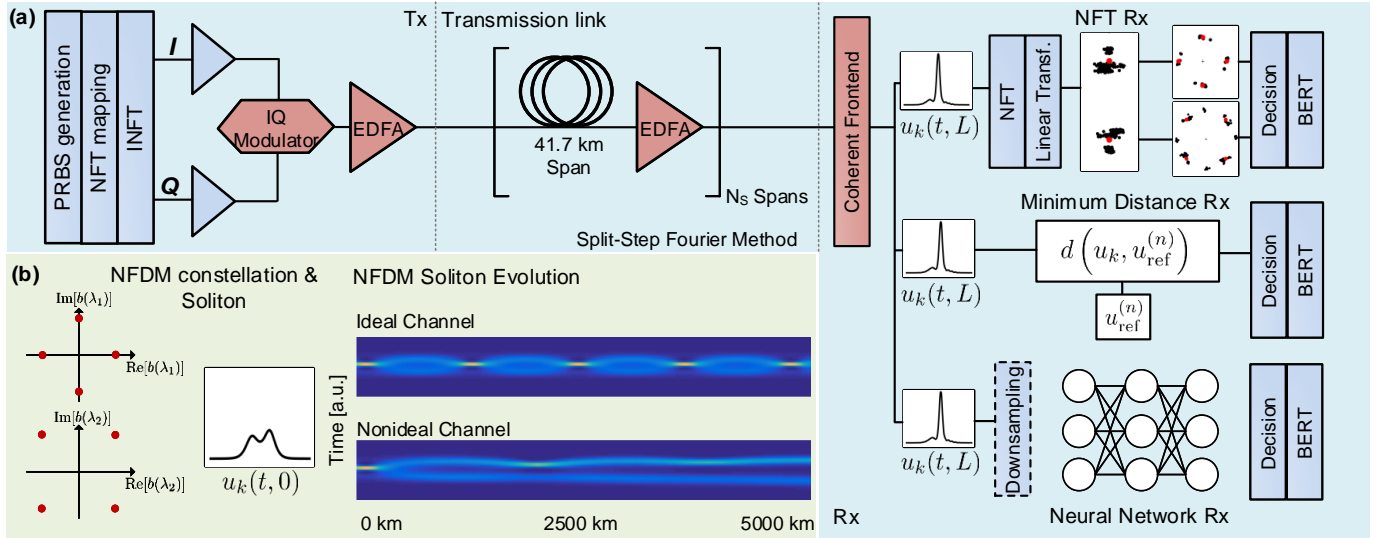 (a)
PRBS generation
NFT mapping
INFT
I
Q
IQ
Modulator
EDFA
Tx
Transmission link
41.7 km
Span
EDFA
N_S Spans
Split-Step Fourier Method
Coherent Frontend
u_k(t, L)
NFT Rx
NFT
Linear Transf.
Decision
BERT
Minimum Distance Rx
u_k(t, L)
d(u_k, u_ref^(n))
u_ref^(n)
Decision
BERT
u_k(t, L)
Downsampling
Neural Network Rx
Decision
BERT
Rx
(b)
NFDM constellation &
Soliton
Im[b(λ_1)]
Re[b(λ_1)]
Im[b(λ_2)]
Re[b(λ_2)]
u_k(t, 0)
NFDM Soliton Evolution
Time [a.u.]
Ideal Channel
Nonideal Channel
0 km
2500 km
5000 km